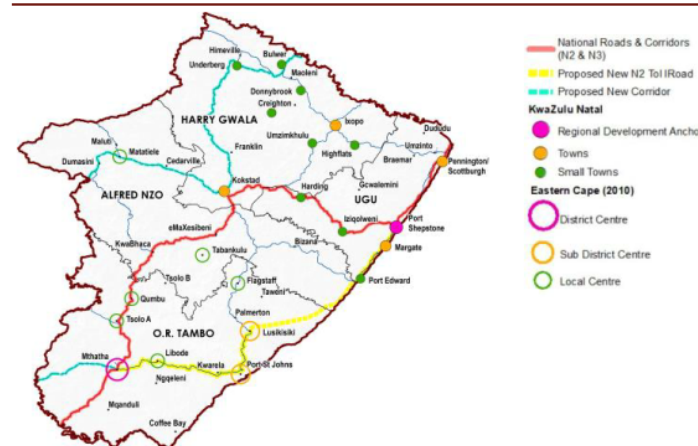 Himeville
Bulwer
Underberg
Maoleni
Donnybrook
Creighton
Ixopo
HARRY GWALA
Dududu
Umzimkhulu
Umzinto
Maluti
Matatiele
Highflats
Braemar
Dumasini
Cedarville
Franklin
Pennington/
Scottburgh
Gcwalemini
Kokstad
Harding
UGU
ALFRED NZO
eMaXesibeni
Iziqolweni
Port
Shepstone
KwaBhaca
Bizana
Margate
Tabankulu
Tsolo B
Flagstaff
Port Edward
Taweni
Qumbu
Palmerton
Tsolo A
O.R. TAMBO
Lusikisiki
Mthatha
Libode
Kwarela
Port St Johns
Ngqeleni
Mqanduli
Coffee Bay
National Roads & Corridors
(N2 & N3)
Proposed New N2 Tol lRoad
Proposed New Corridor
KwaZulu Natal
Regional Development Ancho
Towns
Small Towns
Eastern Cape (2010)
District Centre
Sub District Centre
Local Centre